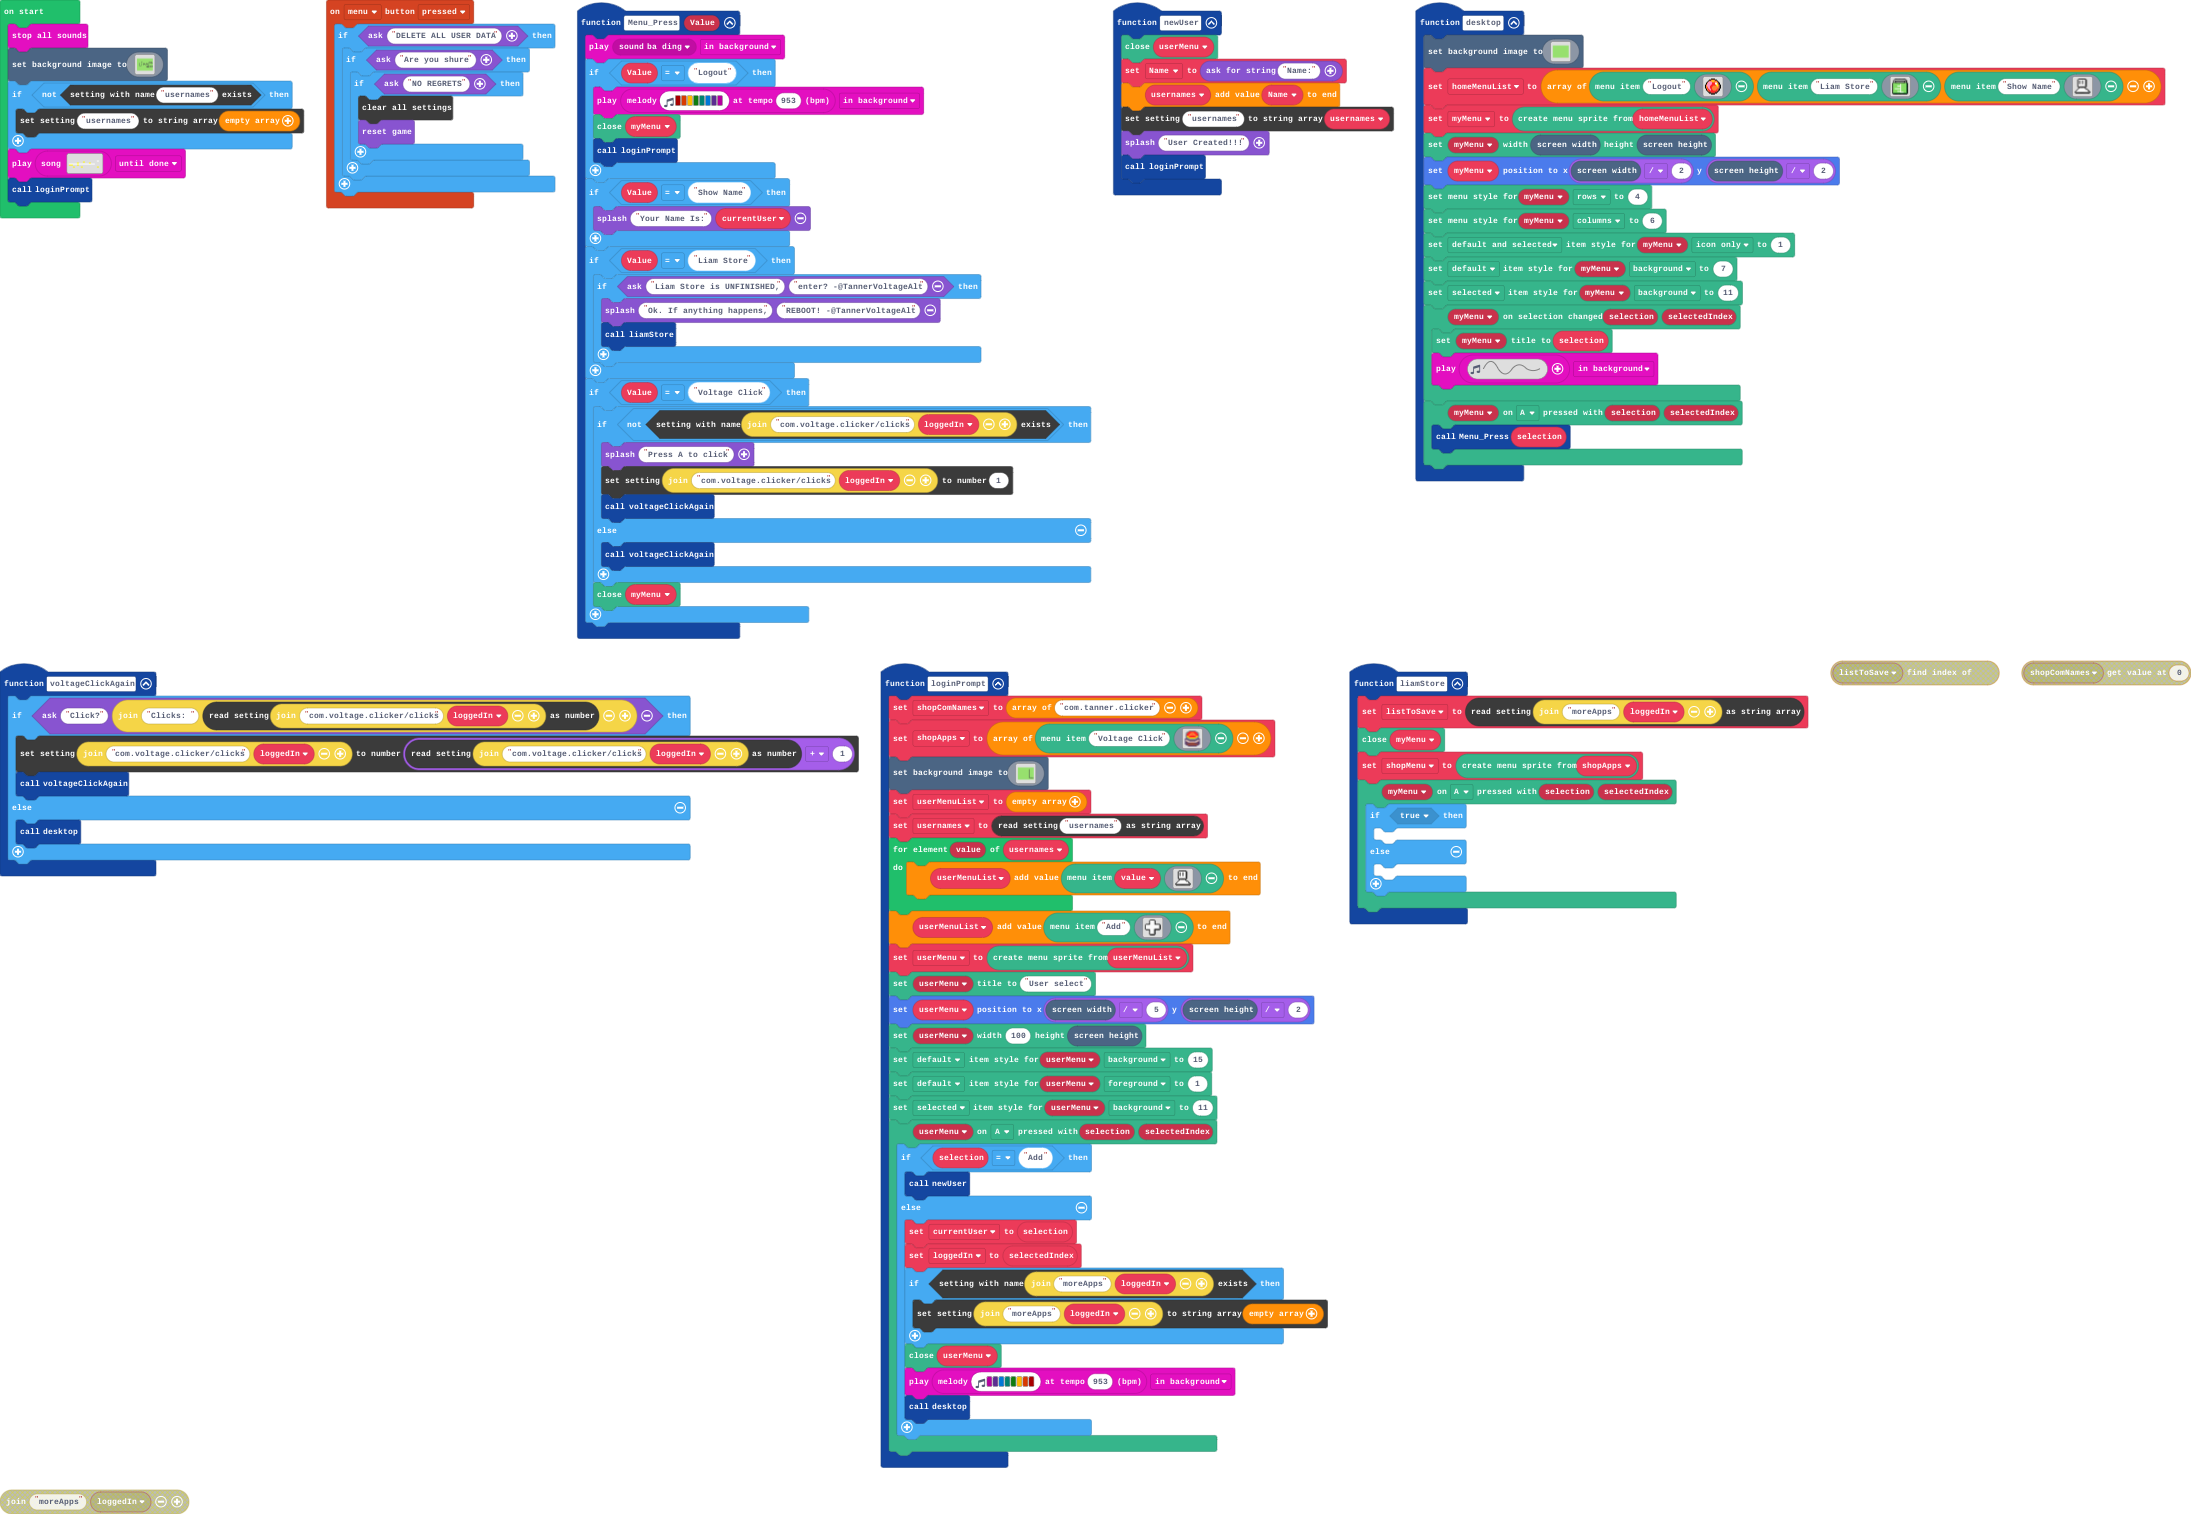 on start
stop all sounds
set background image to
if not setting with name "usernames" exists then
set setting "usernames" to string array empty array
play song until done
call loginPrompt
on menu button pressed
if ask "DELETE ALL USER DATA" then
if ask "Are you shure" then
if ask "NO REGRETS" then
clear all settings
reset game
function Menu_Press Value
play sound ba ding in background
if Value = "Logout" then
play melody at tempo 953 (bpm) in background
close myMenu
call loginPrompt
if Value = "Show Name" then
splash "Your Name Is:" currentUser
if Value = "Liam Store" then
if ask "Liam Store is UNFINISHED," "enter? -@TannerVoltageAlt" then
splash "Ok. If anything happens," "REBOOT! -@TannerVoltageAlt"
call liamStore
if Value = "Voltage Click" then
if not setting with name join "com.voltage.clicker/clicks" loggedIn exists then
splash "Press A to click"
set setting join "com.voltage.clicker/clicks" loggedIn to number 1
call voltageClickAgain
else
call voltageClickAgain
close myMenu
function newUser
close userMenu
set Name to ask for string "Name:"
usernames add value Name to end
set setting "usernames" to string array usernames
splash "User Created!!!"
call loginPrompt
function desktop
set background image to
set homeMenuList to array of menu item "Logout" menu item "Liam Store" menu item "Show Name"
set myMenu to create menu sprite from homeMenuList
set myMenu width screen width height screen height
set myMenu position to x screen width / 2 y screen height / 2
set menu style for myMenu rows to 4
set menu style for myMenu columns to 6
set default and selected item style for myMenu icon only to 1
set default item style for myMenu background to 7
set selected item style for myMenu background to 11
myMenu on selection changed selection selectedIndex
set myMenu title to selection
play in background
myMenu on A pressed with selection selectedIndex
call Menu_Press selection
function voltageClickAgain
if ask "Click?" join "Clicks: " read setting join "com.voltage.clicker/clicks" loggedIn as number then
set setting join "com.voltage.clicker/clicks" loggedIn to number read setting join "com.voltage.clicker/clicks" loggedIn as number + 1
call voltageClickAgain
else
call desktop
function loginPrompt
set shopComNames to array of "com.tanner.clicker"
set shopApps to array of menu item "Voltage Click"
set background image to
set userMenuList to empty array
set usernames to read setting "usernames" as string array
for element value of usernames
do
userMenuList add value menu item value to end
userMenuList add value menu item "Add" to end
set userMenu to create menu sprite from userMenuList
set userMenu title to "User select"
set userMenu position to x screen width / 5 y screen height / 2
set userMenu width 100 height screen height
set default item style for userMenu background to 15
set default item style for userMenu foreground to 1
set selected item style for userMenu background to 11
userMenu on A pressed with selection selectedIndex
if selection = "Add" then
call newUser
else
set currentUser to selection
set loggedIn to selectedIndex
if setting with name join "moreApps" loggedIn exists then
set setting join "moreApps" loggedIn to string array empty array
close userMenu
play melody at tempo 953 (bpm) in background
call desktop
function liamStore
set listToSave to read setting join "moreApps" loggedIn as string array
close myMenu
set shopMenu to create menu sprite from shopApps
myMenu on A pressed with selection selectedIndex
if true then
else
listToSave find index of
shopComNames get value at 0
join "moreApps" loggedIn